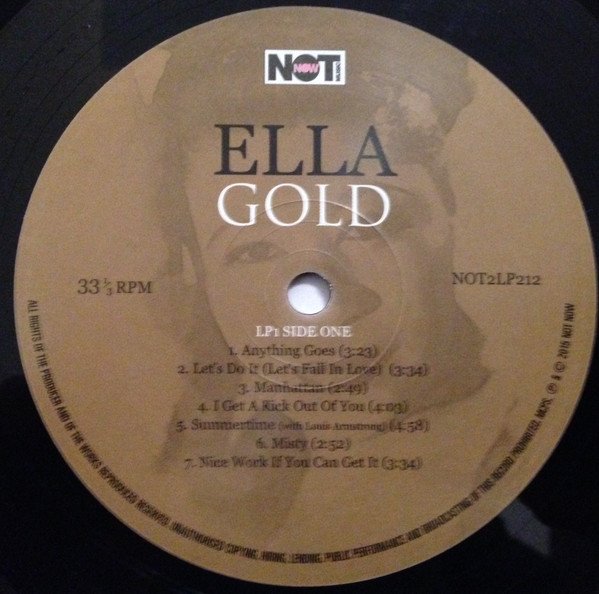 NOT NOW MUSIC
ELLA
GOLD
33⅓ RPM
NOT2LP212
LP1 SIDE ONE
1. Anything Goes (3:23)
2. Let's Do It (Let's Fall In Love) (3:34)
3. Manhattan (2:49)
4. I Get A Kick Out Of You (4:03)
5. Summertime (with Louis Armstrong) (4:58)
6. Misty (2:52)
7. Nice Work If You Can Get It (3:34)
ALL RIGHTS OF THE PRODUCER AND OF THE WORKS REPRODUCED RESERVED. UNAUTHORISED COPYING, HIRING, LENDING, PUBLIC PERFORMANCE AND BROADCASTING OF THIS RECORD PROHIBITED. MCPS. ℗ & © 2015 NOT NOW